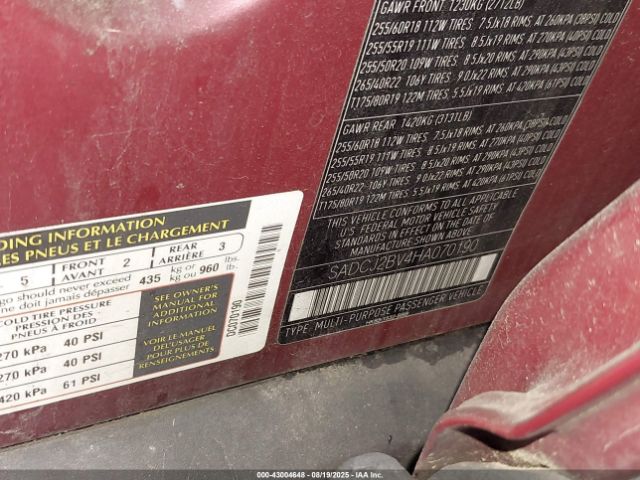 GAWR FRONT 1230KG (2712LB)
255/60R18 112W TIRES 7.5Jx18 RIMS AT 260KPA (38PSI) COLD
255/55R19 111W TIRES 8.5Jx19 RIMS AT 270KPA (40PSI) COLD
255/50R20 109W TIRES 8.5Jx20 RIMS AT 290KPA (43PSI) COLD
265/40R22 106Y TIRES 9.0Jx22 RIMS AT 290KPA (43PSI) COLD
T175/80R19 122M TIRES 5.5Jx19 RIMS AT 420KPA (61PSI) COLD
GAWR REAR 1420KG (3131LB)
255/60R18 112W TIRES 7.5Jx18 RIMS AT 260KPA (38PSI) COLD
255/55R19 111W TIRES 8.5Jx19 RIMS AT 270KPA (40PSI) COLD
255/50R20 109W TIRES 8.5Jx20 RIMS AT 290KPA (43PSI) COLD
265/40R22 106Y TIRES 9.0Jx22 RIMS AT 290KPA (43PSI) COLD
T175/80R19 122M TIRES 5.5Jx19 RIMS AT 420KPA (61PSI) COLD
THIS VEHICLE CONFORMS TO ALL APPLICABLE
U.S FEDERAL MOTOR VEHICLE SAFETY
STANDARDS IN EFFECT ON THE DATE OF
MANUFACTURE SHOWN ABOVE
SADCJ2BV4HA070190
TYPE: MULTI-PURPOSE PASSENGER VEHICLE
DING INFORMATION
LES PNEUS ET LE CHARGEMENT
5 FRONT AVANT 2 REAR ARRIÈRE 3
go should never exceed 435 kg or 960 lbs.
ne doit jamais dépasser kg ou lb.
COLD TIRE PRESSURE
PRESSION DES
PNEUS À FROID
270 kPa 40 PSI
270 kPa 40 PSI
420 kPa 61 PSI
SEE OWNER'S
MANUAL FOR
ADDITIONAL
INFORMATION
VOIR LE MANUEL
DE L'USAGER
POUR PLUS DE
RENSEIGNEMENTS
000-43004648 - 08/19/2025 - IAAI.COM